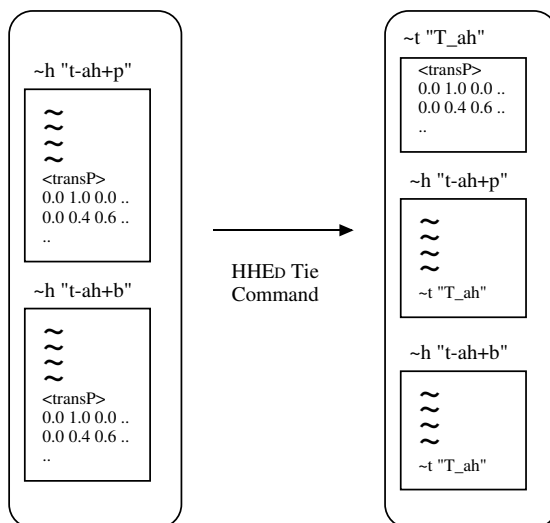 ~h "t-ah+p"
~
~
~
~
<transP>
0.0 1.0 0.0 ..
0.0 0.4 0.6 ..
..
~h "t-ah+b"
~
~
~
~
<transP>
0.0 1.0 0.0 ..
0.0 0.4 0.6 ..
..
HHED Tie
Command
~t "T_ah"
<transP>
0.0 1.0 0.0 ..
0.0 0.4 0.6 ..
..
~h "t-ah+p"
~
~
~
~
~t "T_ah"
~h "t-ah+b"
~
~
~
~
~t "T_ah"